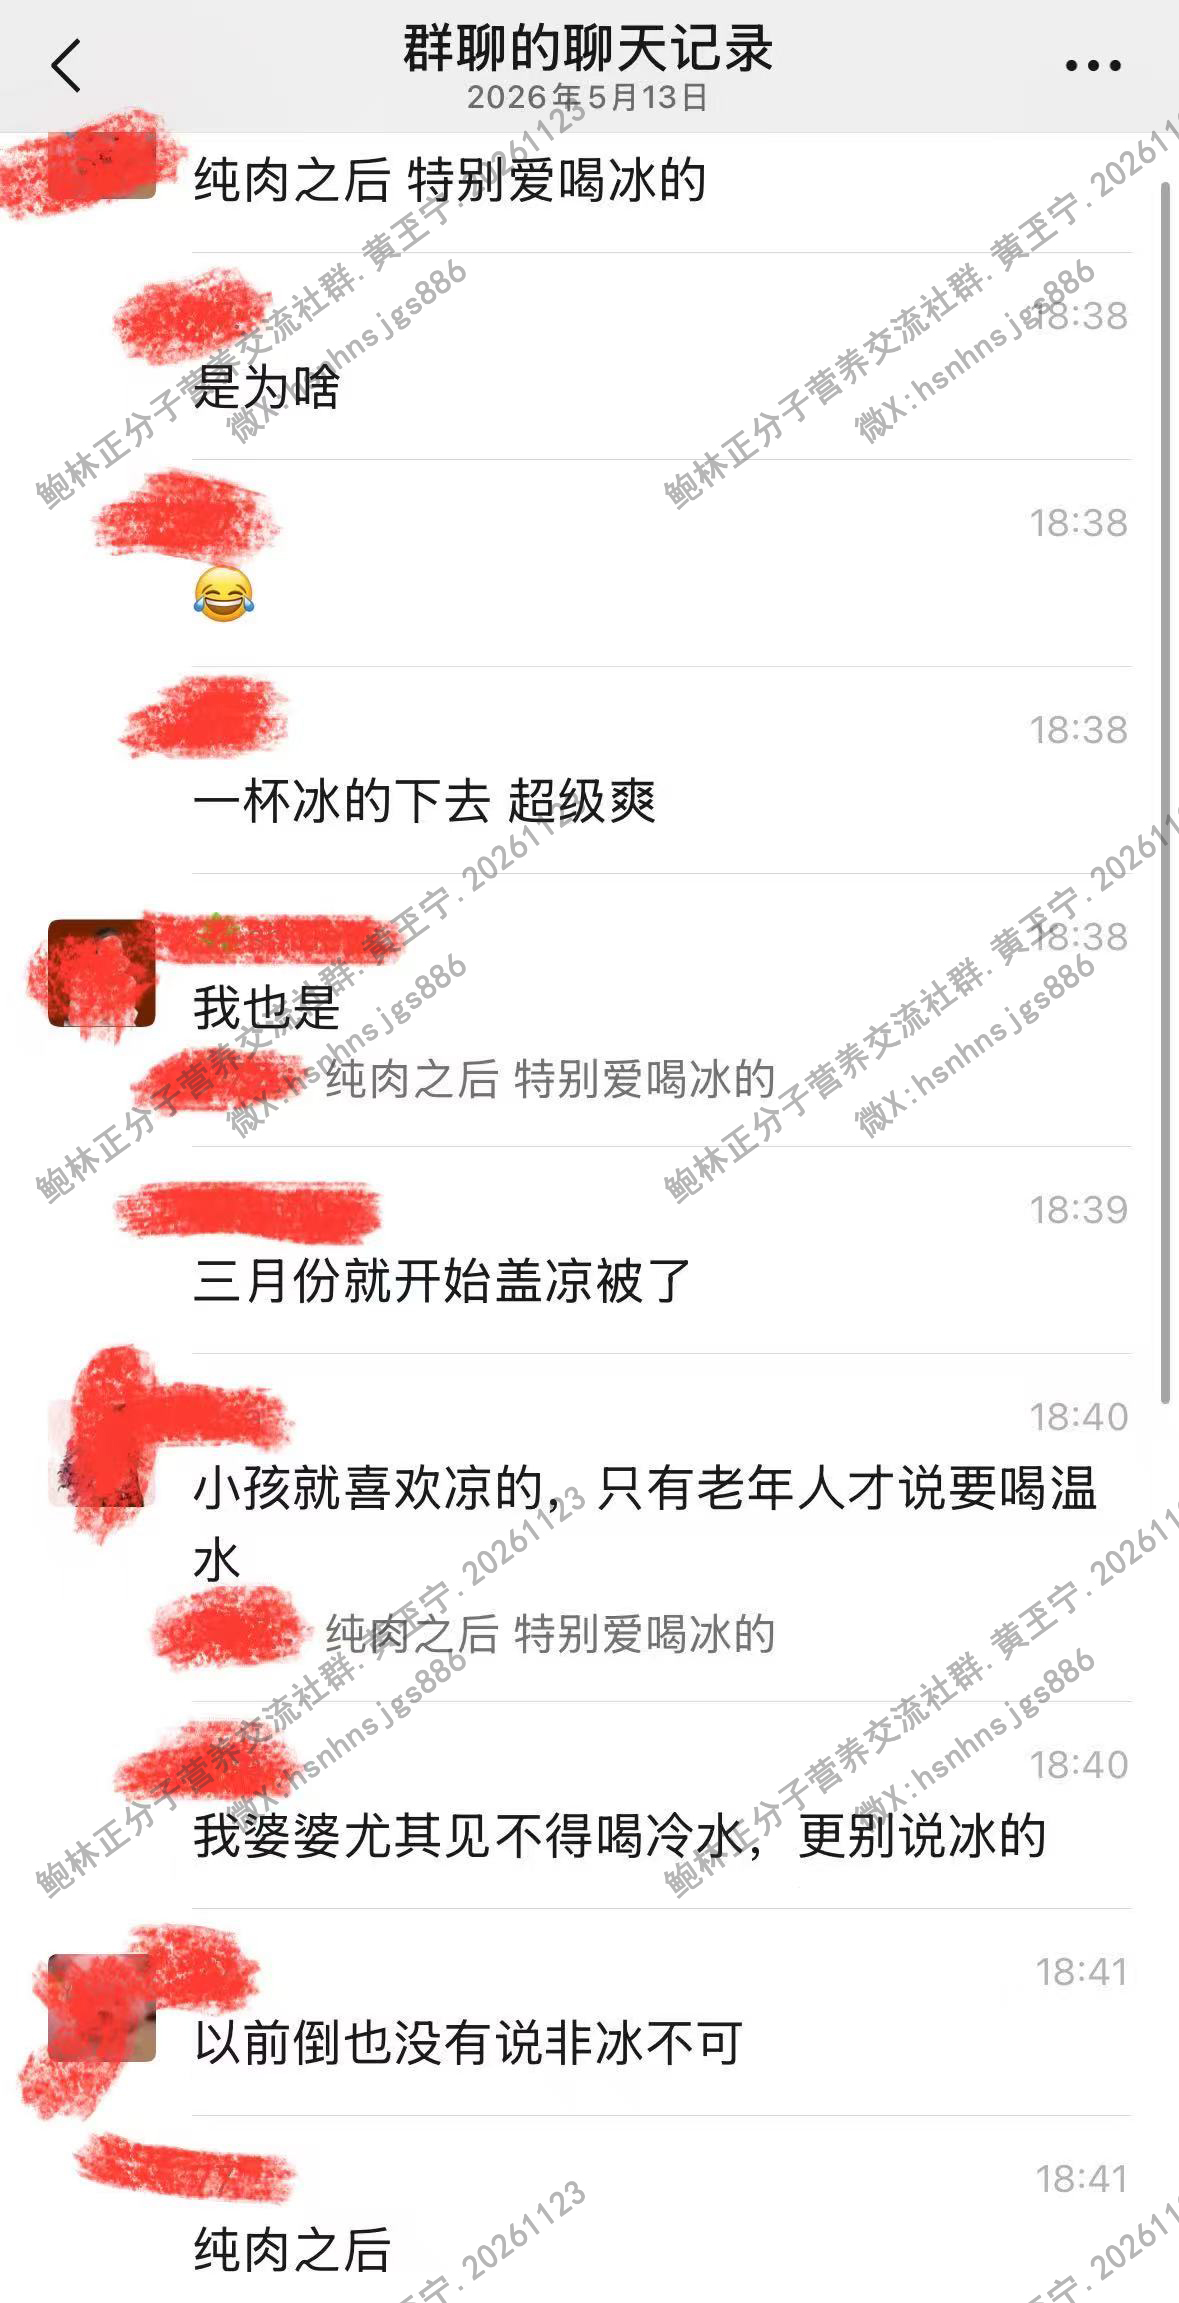 群聊的聊天记录
2026年5月13日
纯肉之后 特别爱喝冰的
18:38
是为啥
18:38
😂
18:38
一杯冰的下去 超级爽
18:38
我也是
纯肉之后 特别爱喝冰的
18:39
三月份就开始盖凉被了
18:40
小孩就喜欢凉的，只有老年人才说要喝温
水
纯肉之后 特别爱喝冰的
18:40
我婆婆尤其见不得喝冷水，更别说冰的
18:41
以前倒也没有说非冰不可
18:41
纯肉之后
鲍林正分子营养交流社群. 黄玊宁. 20261123
微X:hsnhnsjgs886